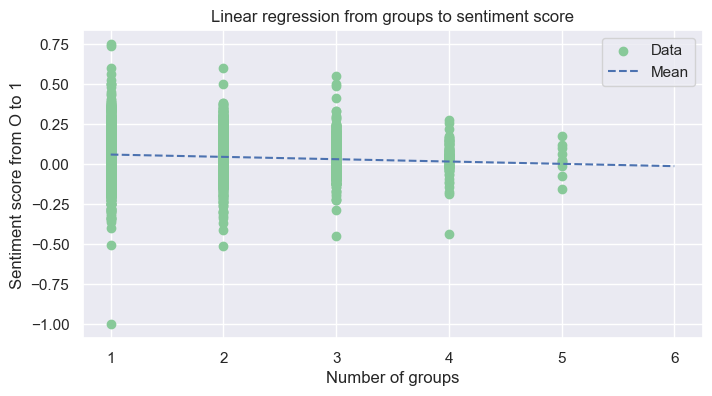 Linear regression from groups to sentiment score
Sentiment score from O to 1
0.75
0.50
0.25
0.00
−0.25
−0.50
−0.75
−1.00
Data
Mean
1 2 3 4 5 6
Number of groups